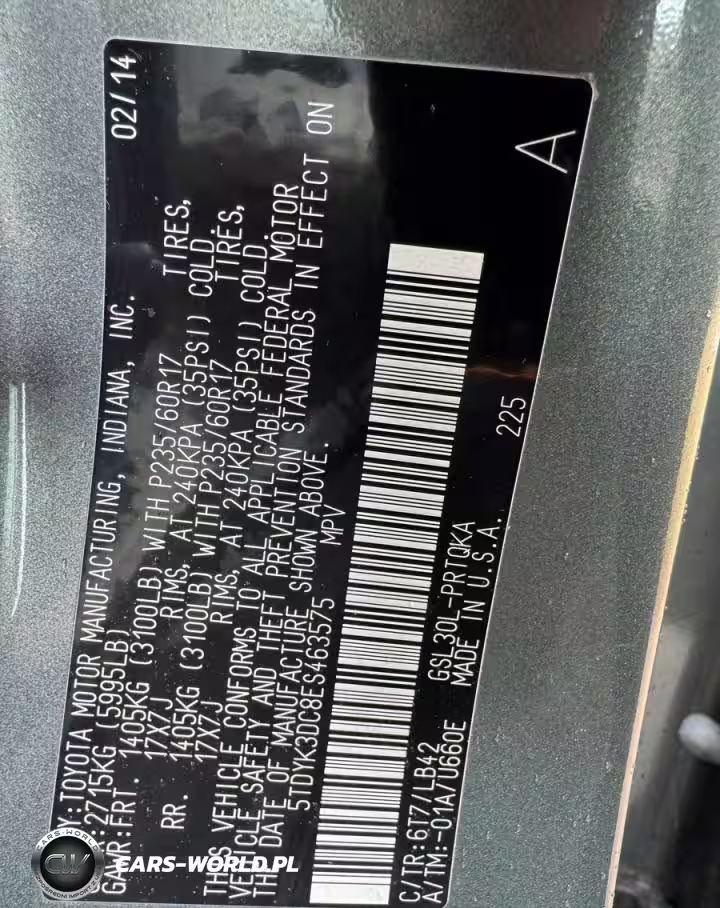 Y:TOYOTA MOTOR MANUFACTURING, INDIANA, INC. 02/14
:2715KG (5995LB)
GAWR:FRT. 1405KG (3100LB) WITH P235/60R17 TIRES,
17X7J RIMS, AT 240KPA (35PSI) COLD.
RR. 1405KG (3100LB) WITH P235/60R17 TIRES,
17X7J RIMS, AT 240KPA (35PSI) COLD.
THIS VEHICLE CONFORMS TO ALL APPLICABLE FEDERAL MOTOR
VEHICLE SAFETY AND THEFT PREVENTION STANDARDS IN EFFECT ON
THE DATE OF MANUFACTURE SHOWN ABOVE.
5TDYK3DC8ES463575 MPV
C/TR:6T7/LB42 GSL30L-PRTQKA 225
A/TM:-01A/U660E MADE IN U.S.A.
A
CARS-WORLD
CW
CARS-WORLD.PL